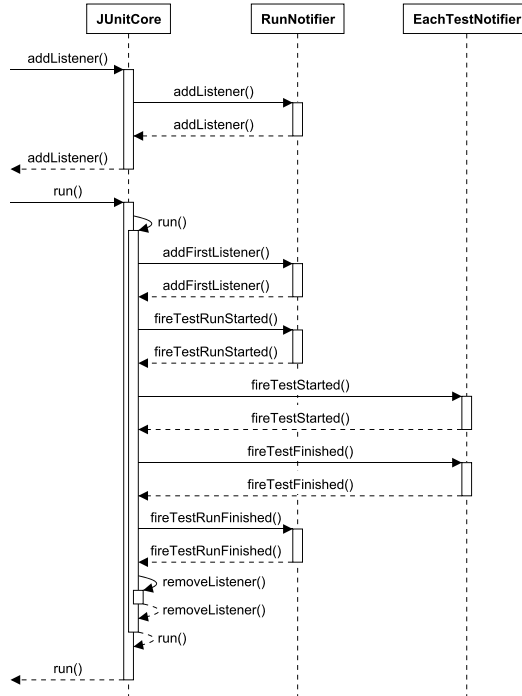 JUnitCore RunNotifier EachTestNotifier
addListener()
addListener()
addListener()
addListener()
run()
run()
addFirstListener()
addFirstListener()
fireTestRunStarted()
fireTestRunStarted()
fireTestStarted()
fireTestStarted()
fireTestFinished()
fireTestFinished()
fireTestRunFinished()
fireTestRunFinished()
removeListener()
removeListener()
run()
run()